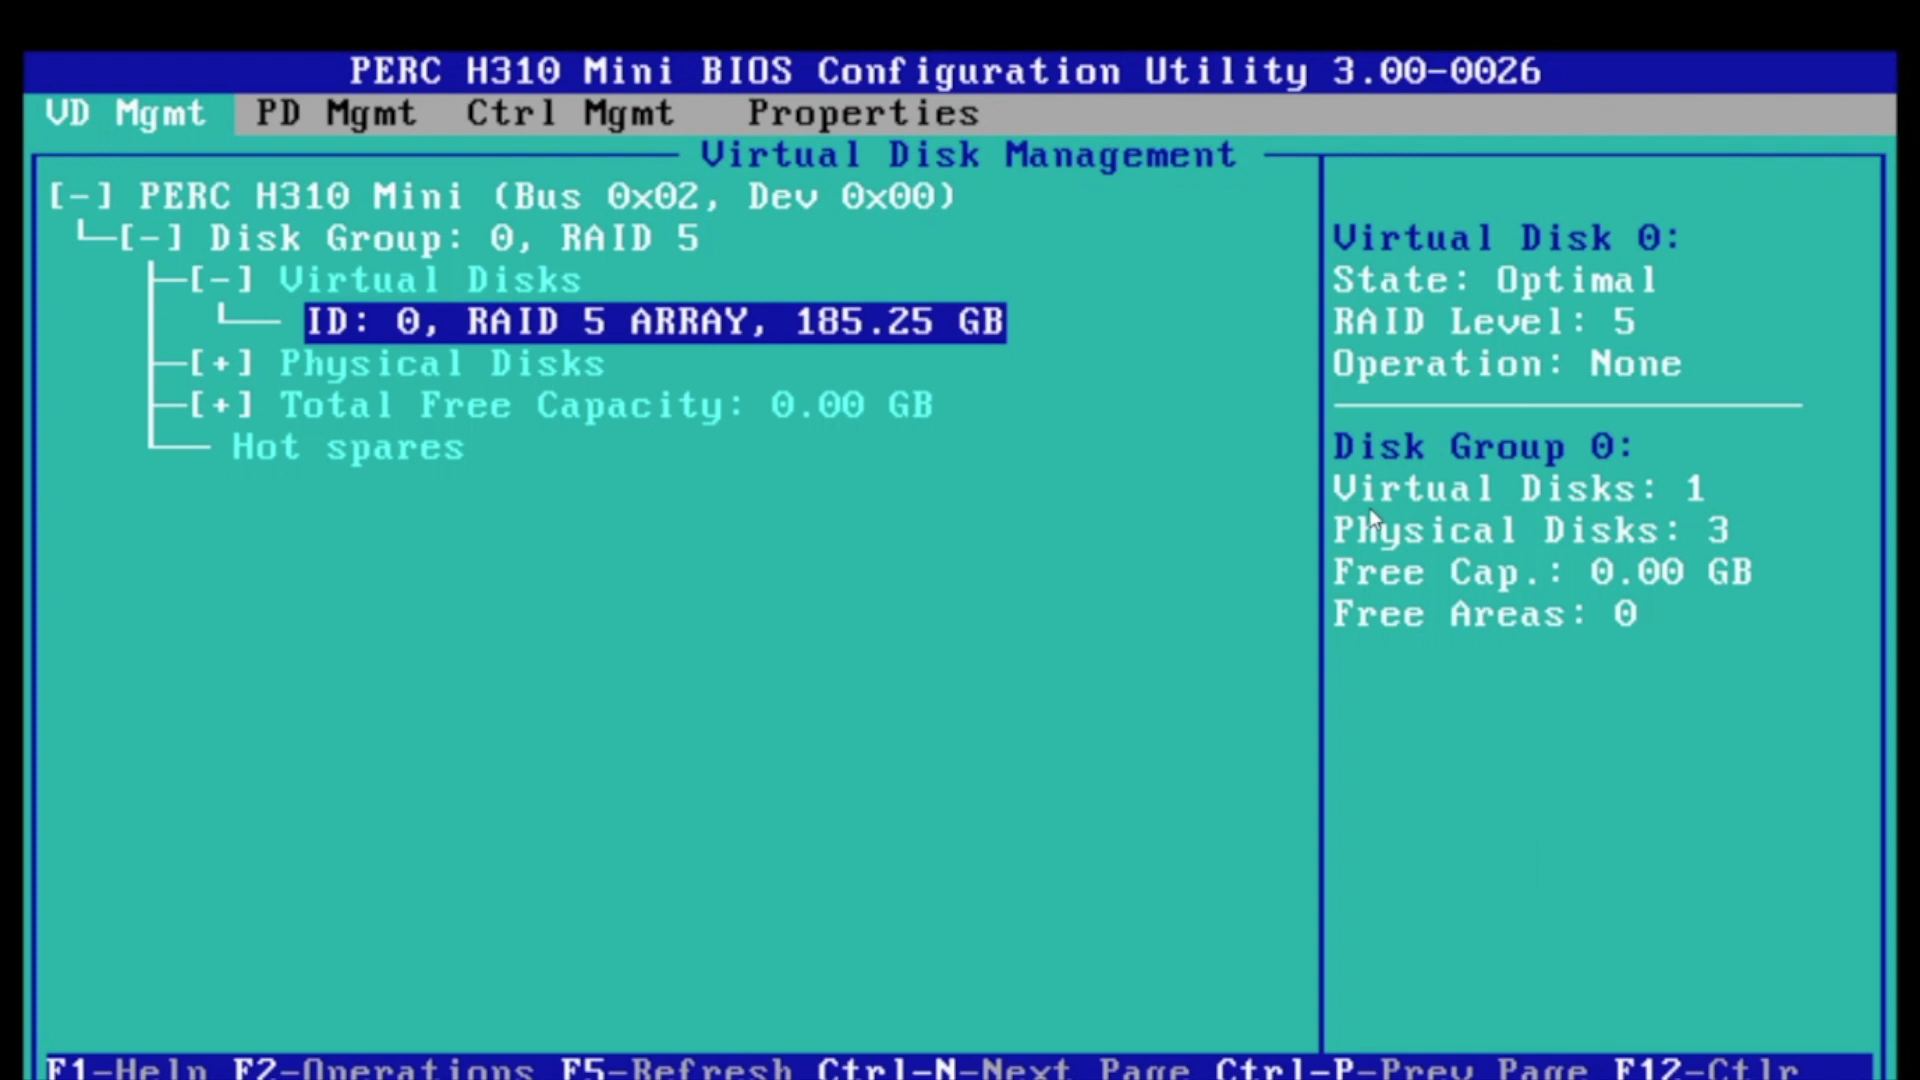 PERC H310 Mini BIOS Configuration Utility 3.00-0026
VD Mgmt PD Mgmt Ctrl Mgmt Properties
Virtual Disk Management
[-] PERC H310 Mini (Bus 0x02, Dev 0x00)
[-] Disk Group: 0, RAID 5
[-] Virtual Disks
ID: 0, RAID 5 ARRAY, 185.25 GB
[+] Physical Disks
[+] Total Free Capacity: 0.00 GB
Hot spares
Virtual Disk 0:
State: Optimal
RAID Level: 5
Operation: None
Disk Group 0:
Virtual Disks: 1
Physical Disks: 3
Free Cap.: 0.00 GB
Free Areas: 0
F1-Help F2-Operations F5-Refresh Ctrl-N-Next Page Ctrl-P-Prev Page F12-Ctlr